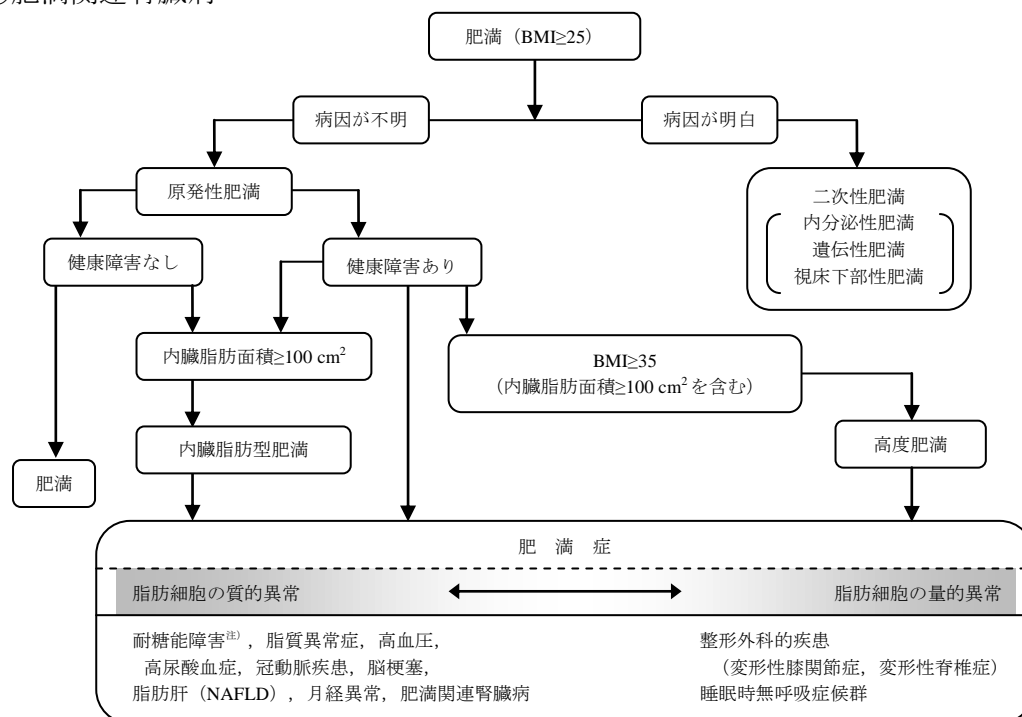 肥満関連腎臓病
肥満（BMI≥25）
病因が不明
病因が明白
原発性肥満
二次性肥満
内分泌性肥満
遺伝性肥満
視床下部性肥満
健康障害なし
健康障害あり
内臓脂肪面積≥100 cm²
BMI≥35
（内臓脂肪面積≥100 cm²を含む）
内臓脂肪型肥満
高度肥満
肥満
肥 満 症
脂肪細胞の質的異常
脂肪細胞の量的異常
耐糖能障害注），脂質異常症，高血圧，
高尿酸血症，冠動脈疾患，脳梗塞，
脂肪肝（NAFLD），月経異常，肥満関連腎臓病
整形外科的疾患
（変形性膝関節症，変形性脊椎症）
睡眠時無呼吸症候群